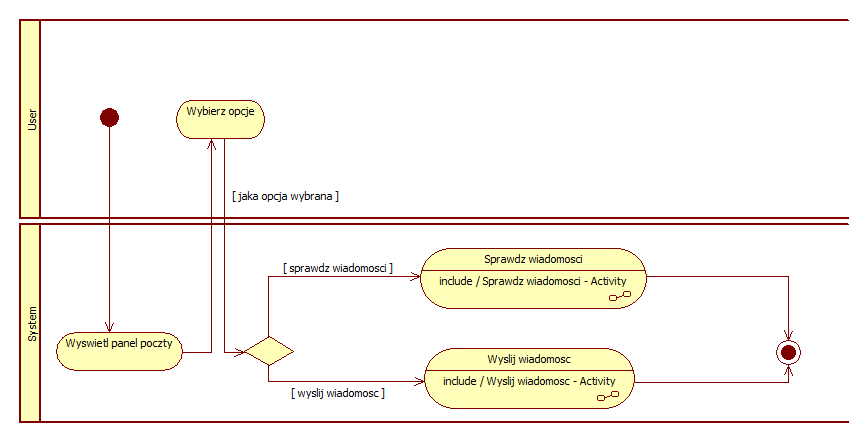 User
Wybierz opcje
[ jaka opcja wybrana ]
System
[ sprawdz wiadomosci ]
Sprawdz wiadomosci
include / Sprawdz wiadomosci - Activity
Wyswietl panel poczty
[ wyslij wiadomosc ]
Wyslij wiadomosc
include / Wyslij wiadomosc - Activity